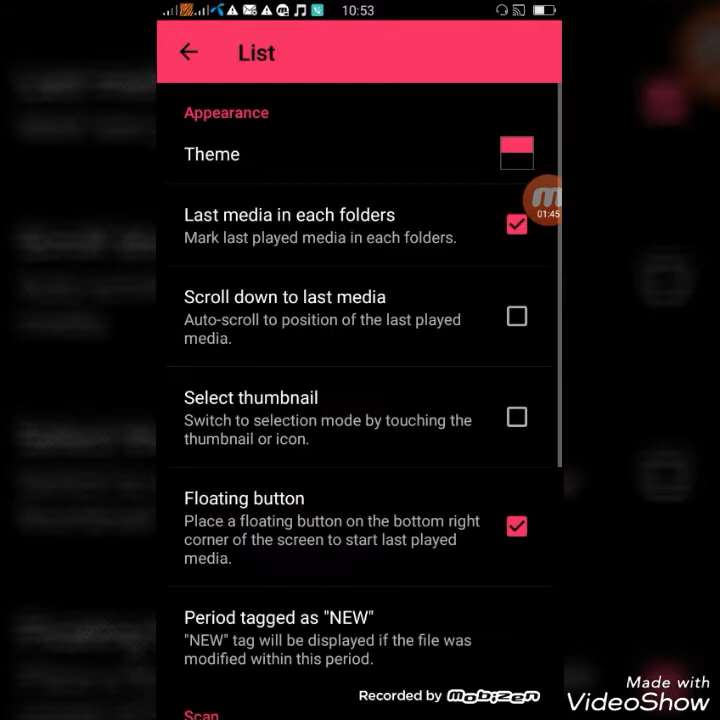 10:53
List
Appearance
Theme
01:45
Last media in each folders
Mark last played media in each folders.
Scroll down to last media
Auto-scroll to position of the last played
media.
Select thumbnail
Switch to selection mode by touching the
thumbnail or icon.
Floating button
Place a floating button on the bottom right
corner of the screen to start last played
media.
Period tagged as "NEW"
"NEW" tag will be displayed if the file was
modified within this period.
Recorded by mobizen
Made with
VideoShow
Scan